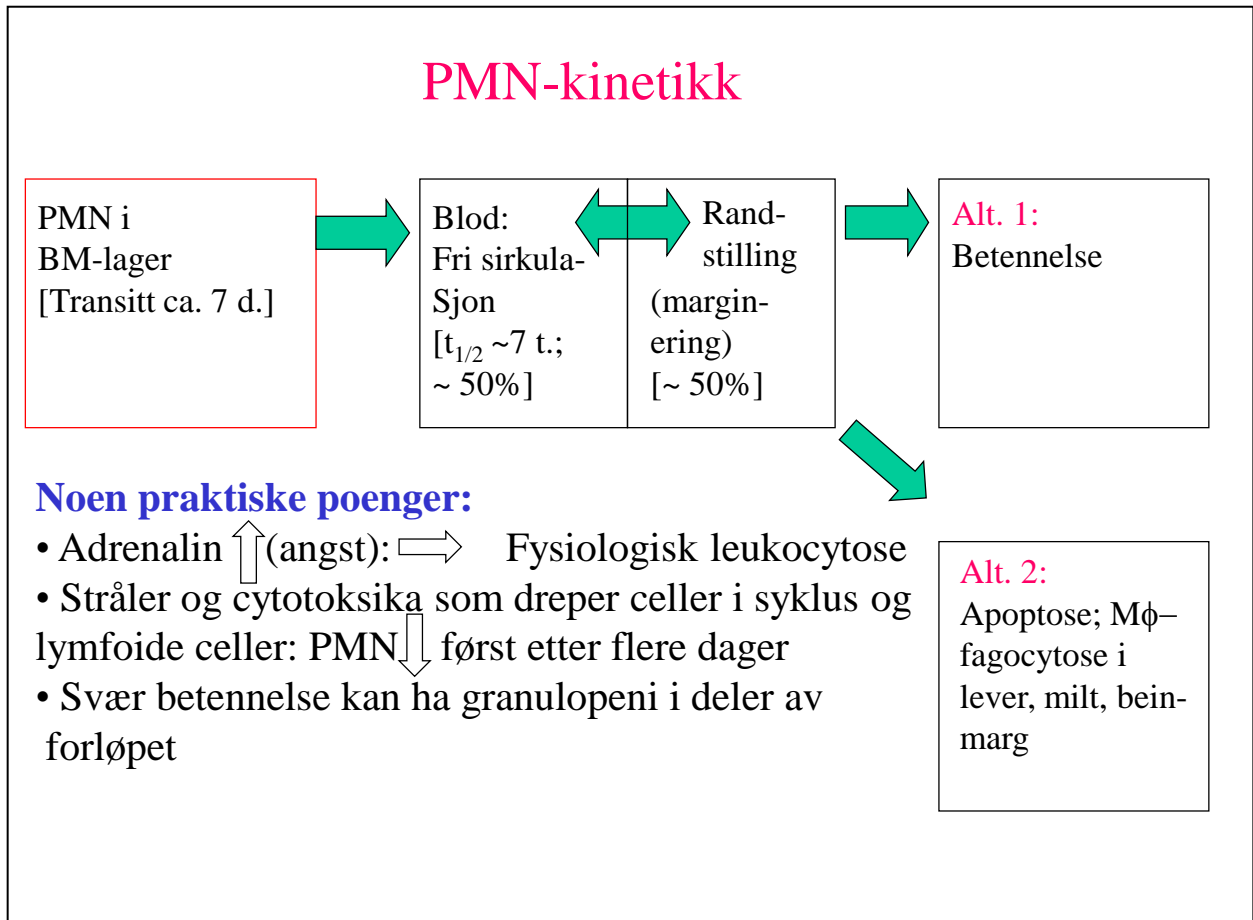 PMN-kinetikk
PMN i
BM-lager
[Transitt ca. 7 d.]
Blod:
Fri sirkula-
Sjon
[t1/2 ~7 t.;
~ 50%]
Rand-
stilling
(margin-
ering)
[~ 50%]
Alt. 1:
Betennelse
Noen praktiske poenger:
• Adrenalin (angst): Fysiologisk leukocytose
• Stråler og cytotoksika som dreper celler i syklus og
lymfoide celler: PMN først etter flere dager
• Svær betennelse kan ha granulopeni i deler av
forløpet
Alt. 2:
Apoptose; Mϕ–
fagocytose i
lever, milt, bein-
marg